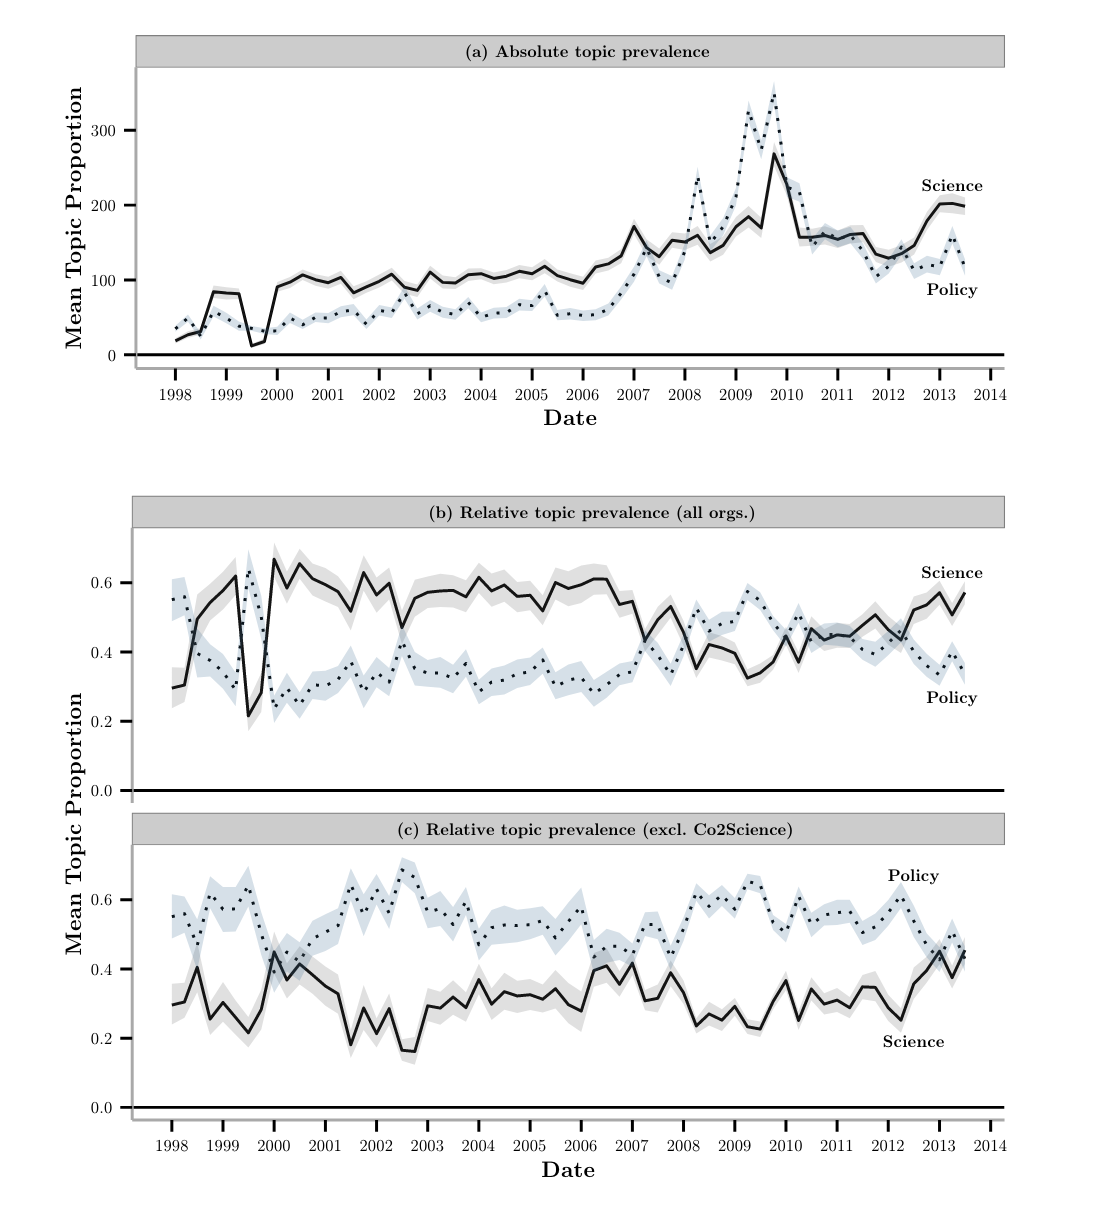 (a) Absolute topic prevalence
Mean Topic Proportion
300
200
100
0
Science
Policy
1998 1999 2000 2001 2002 2003 2004 2005 2006 2007 2008 2009 2010 2011 2012 2013 2014
Date
(b) Relative topic prevalence (all orgs.)
Mean Topic Proportion
0.6
0.4
0.2
0.0
Science
Policy
(c) Relative topic prevalence (excl. Co2Science)
0.6
0.4
0.2
0.0
Policy
Science
1998 1999 2000 2001 2002 2003 2004 2005 2006 2007 2008 2009 2010 2011 2012 2013 2014
Date